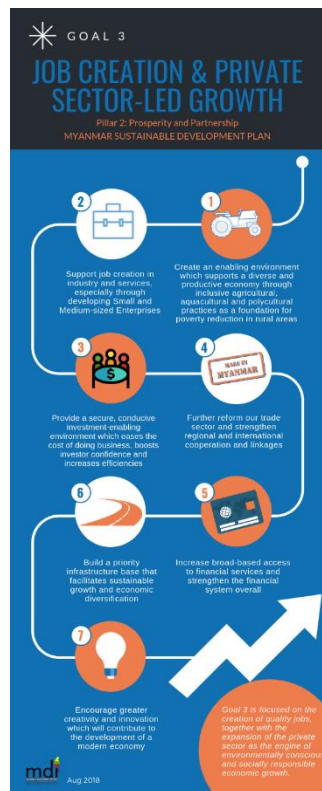 GOAL 3
JOB CREATION & PRIVATE
SECTOR-LED GROWTH
Pillar 2: Prosperity and Partnership
MYANMAR SUSTAINABLE DEVELOPMENT PLAN
1
Create an enabling environment
which supports a diverse and
productive economy through
inclusive agricultural,
aquacultural and polycultural
practices as a foundation for
poverty reduction in rural areas
2
Support job creation in
industry and services,
especially through
developing Small and
Medium-sized Enterprises
3
$
Provide a secure, conducive
investment-enabling
environment which eases the
cost of doing business, boosts
investor confidence and
increases efficiencies
4
MADE IN
MYANMAR
Further reform our trade
sector and strengthen
regional and international
cooperation and linkages
5
Increase broad-based access
to financial services and
strengthen the financial
system overall
6
Build a priority
infrastructure base that
facilitates sustainable
growth and economic
diversification
7
Encourage greater
creativity and innovation
which will contribute to
the development of a
modern economy
Goal 3 is focused on the
creation of quality jobs,
together with the
expansion of the private
sector as the engine of
environmentally conscious
and socially responsible
economic growth.
mdi
Aug 2018